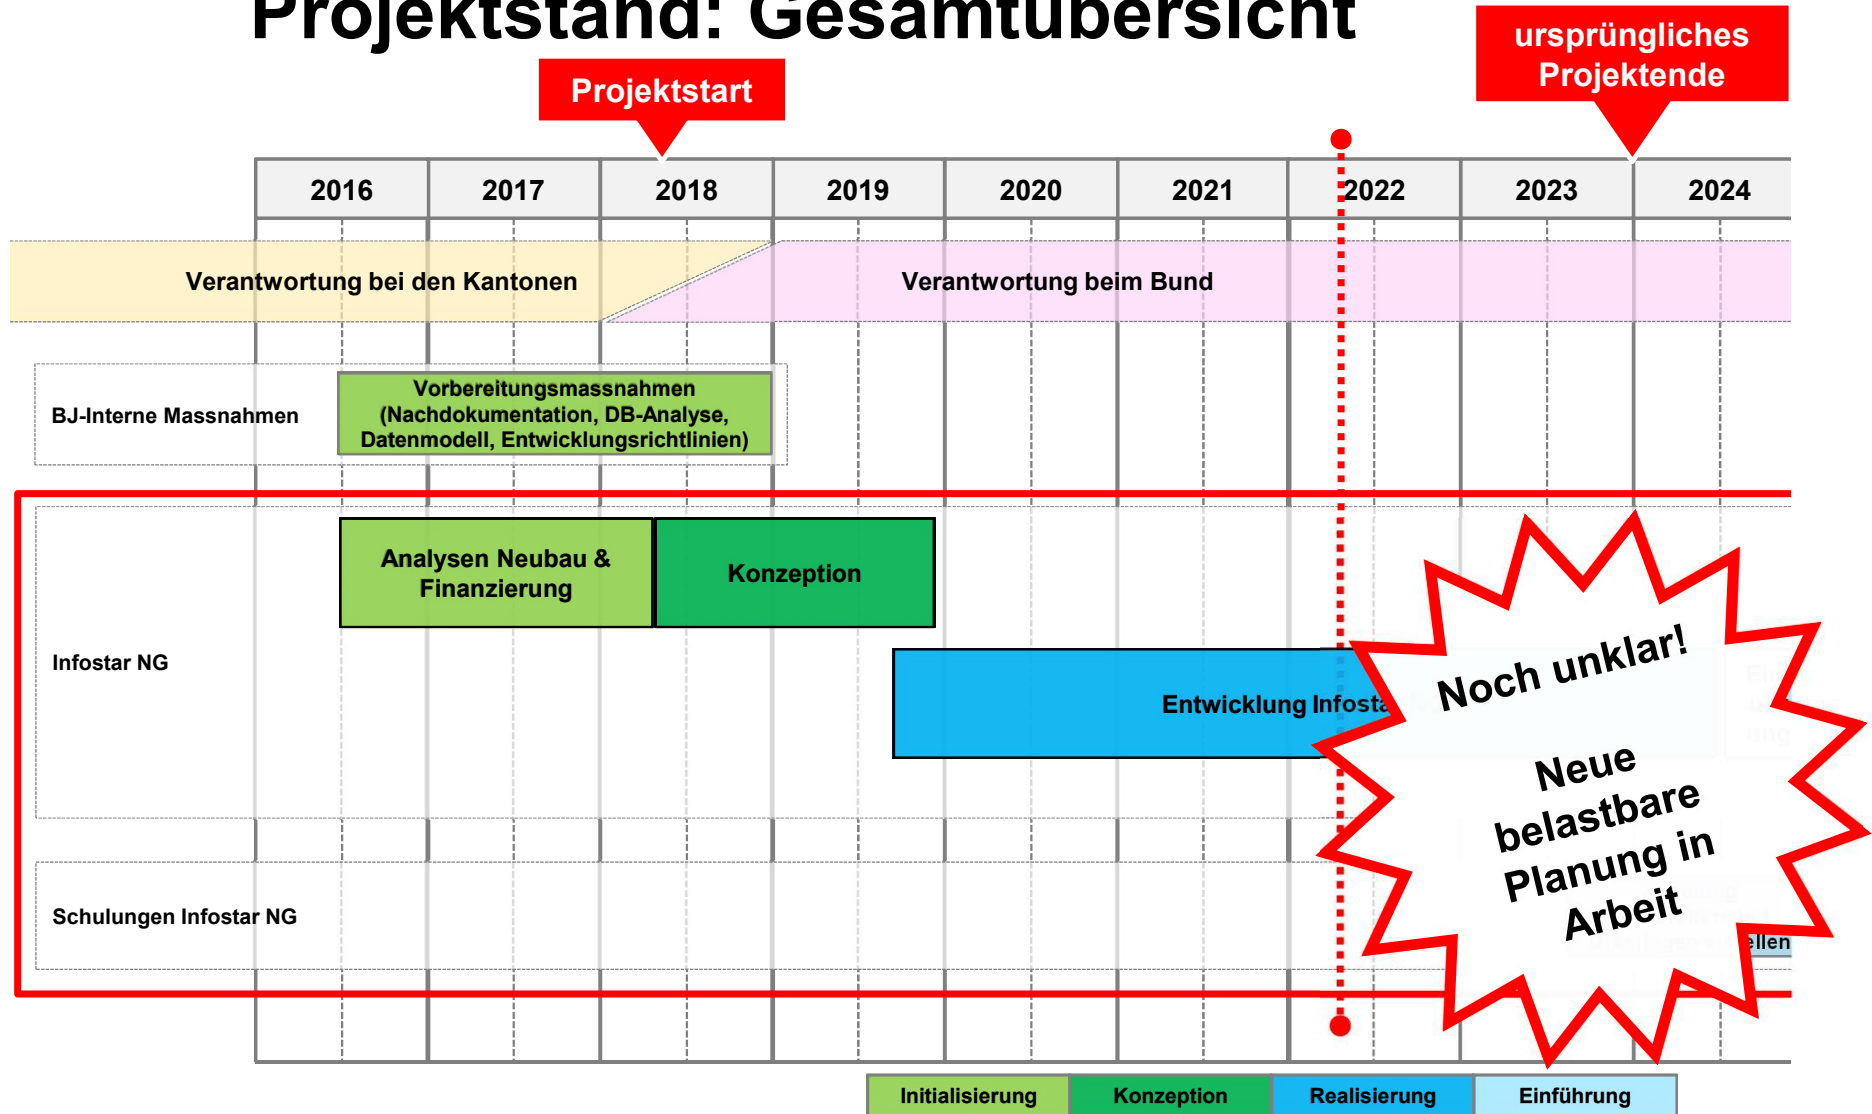 Projektstand: Gesamtübersicht
ursprüngliches
Projektende
Projektstart
2016 2017 2018 2019 2020 2021 2022 2023 2024
Verantwortung bei den Kantonen
Verantwortung beim Bund
BJ-Interne Massnahmen
Vorbereitungsmassnahmen
(Nachdokumentation, DB-Analyse,
Datenmodell, Entwicklungsrichtlinien)
Analysen Neubau &
Finanzierung
Konzeption
Infostar NG
Entwicklung Infosta
Noch unklar!
Neue
belastbare
Planung in
Arbeit
Schulungen Infostar NG
ellen
Initialisierung Konzeption Realisierung Einführung